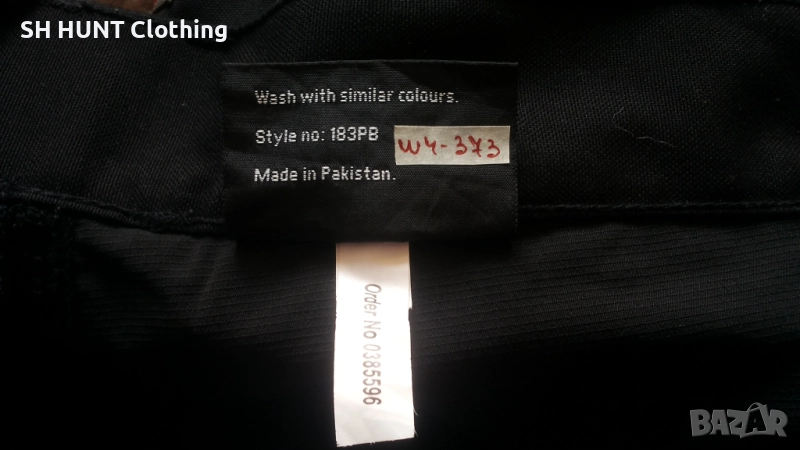 SH HUNT Clothing
Wash with similar colours.
Style no: 183PB
W4-373
Made in Pakistan.
Order No 0385596
BAZAR